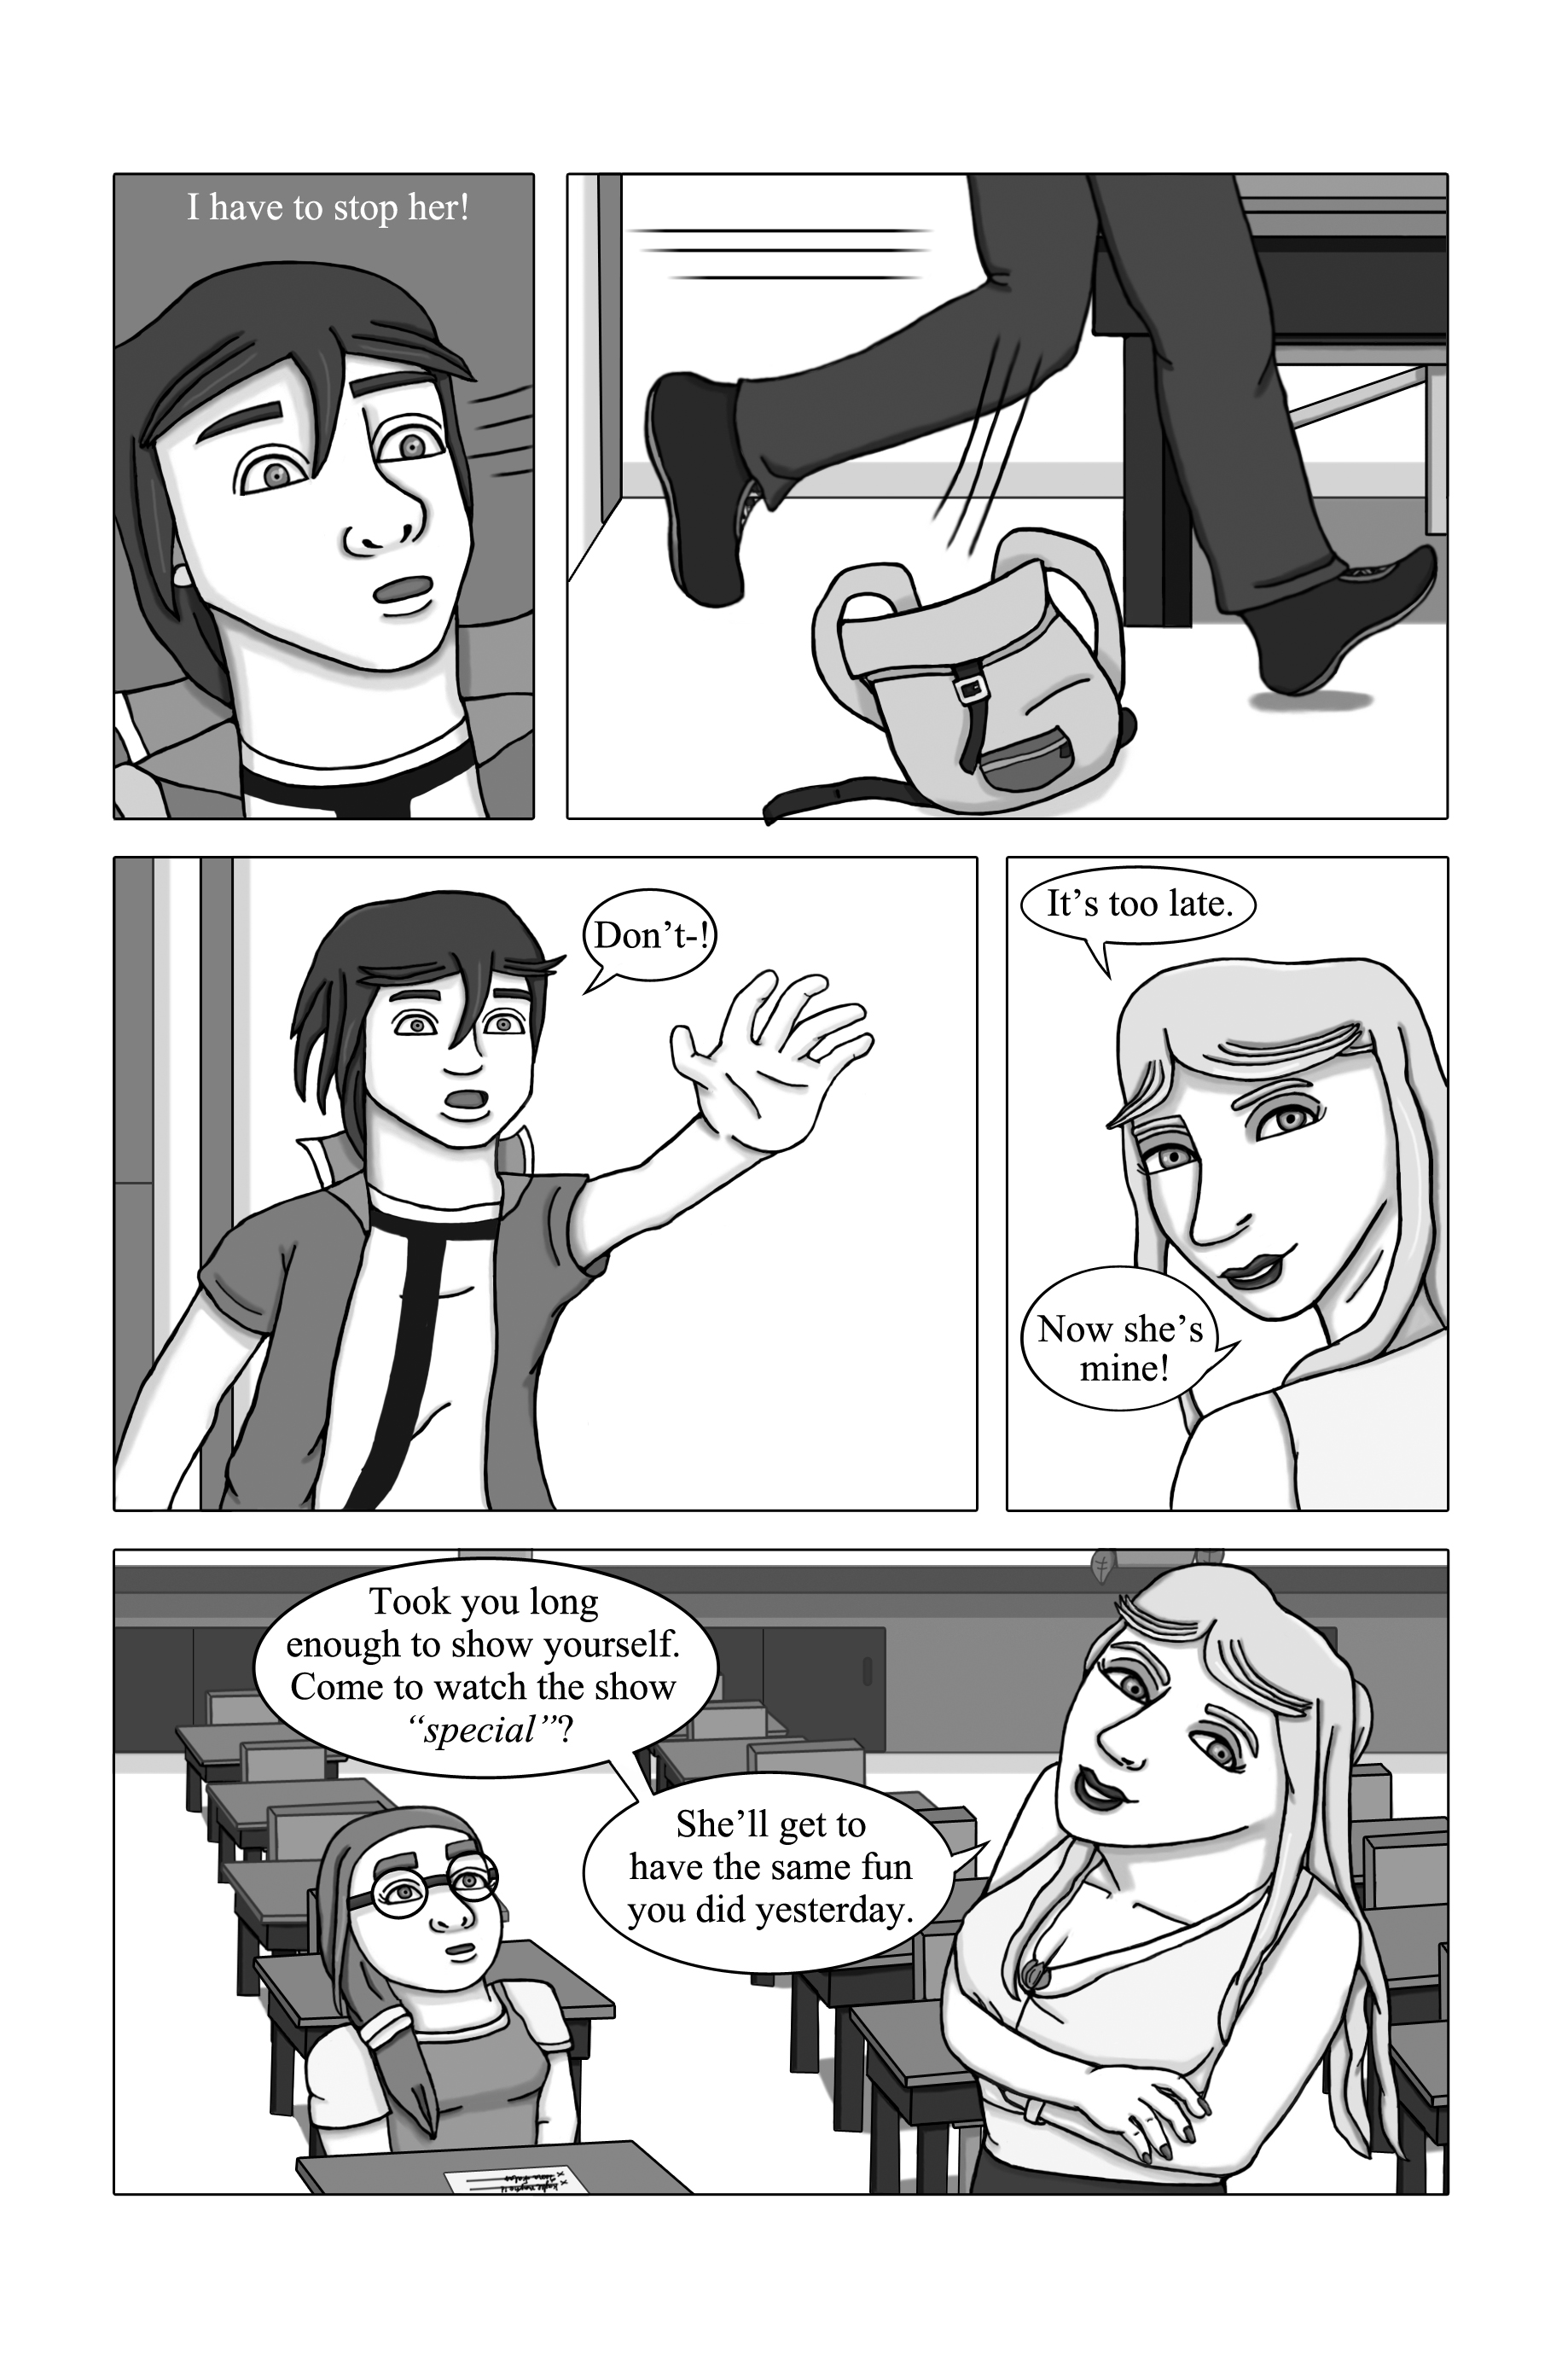 I have to stop her!
Don’t-!
It’s too late.
Now she’s
mine!
Took you long
enough to show yourself.
Come to watch the show
“special”?
She’ll get to
have the same fun
you did yesterday.